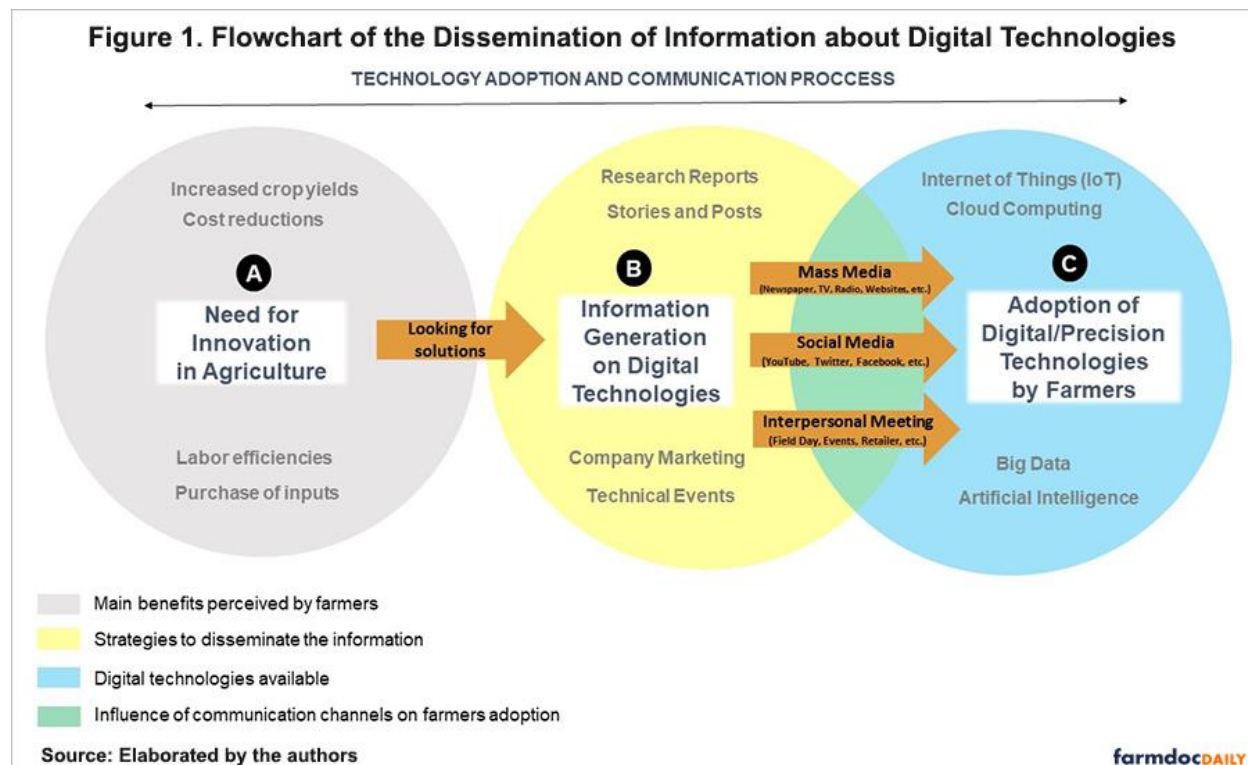 Figure 1. Flowchart of the Dissemination of Information about Digital Technologies
TECHNOLOGY ADOPTION AND COMMUNICATION PROCCESS
Increased crop yields
Cost reductions
A
Need for
Innovation
in Agriculture
Labor efficiencies
Purchase of inputs
Looking for
solutions
Research Reports
Stories and Posts
B
Information
Generation
on Digital
Technologies
Company Marketing
Technical Events
Mass Media
(Newspaper, TV, Radio, Websites, etc.)
Social Media
(YouTube, Twitter, Facebook, etc.)
Interpersonal Meeting
(Field Day, Events, Retailer, etc.)
Internet of Things (IoT)
Cloud Computing
C
Adoption of
Digital/Precision
Technologies
by Farmers
Big Data
Artificial Intelligence
Main benefits perceived by farmers
Strategies to disseminate the information
Digital technologies available
Influence of communication channels on farmers adoption
Source: Elaborated by the authors
farmdocDAILY